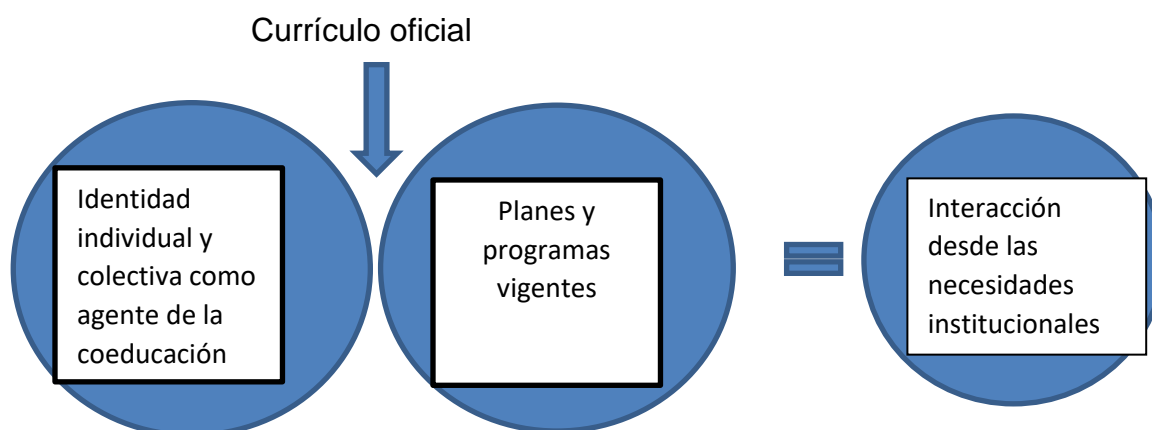 Currículo oficial
Identidad
individual y
colectiva como
agente de la
coeducación
Planes y
programas
vigentes
Interacción
desde las
necesidades
institucionales